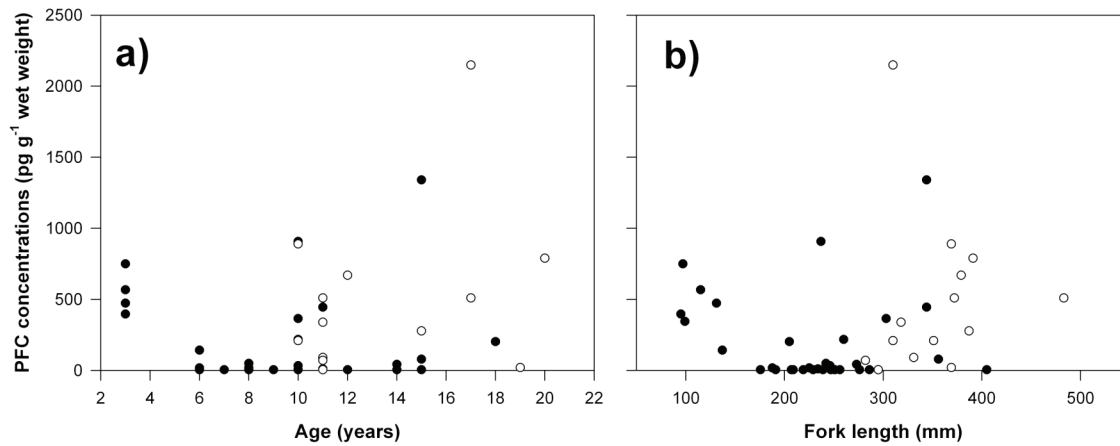 a)
b)
PFC concentrations (pg g-1 wet weight)
2500
2000
1500
1000
500
0
2 4 6 8 10 12 14 16 18 20 22
100 200 300 400 500
Age (years)
Fork length (mm)